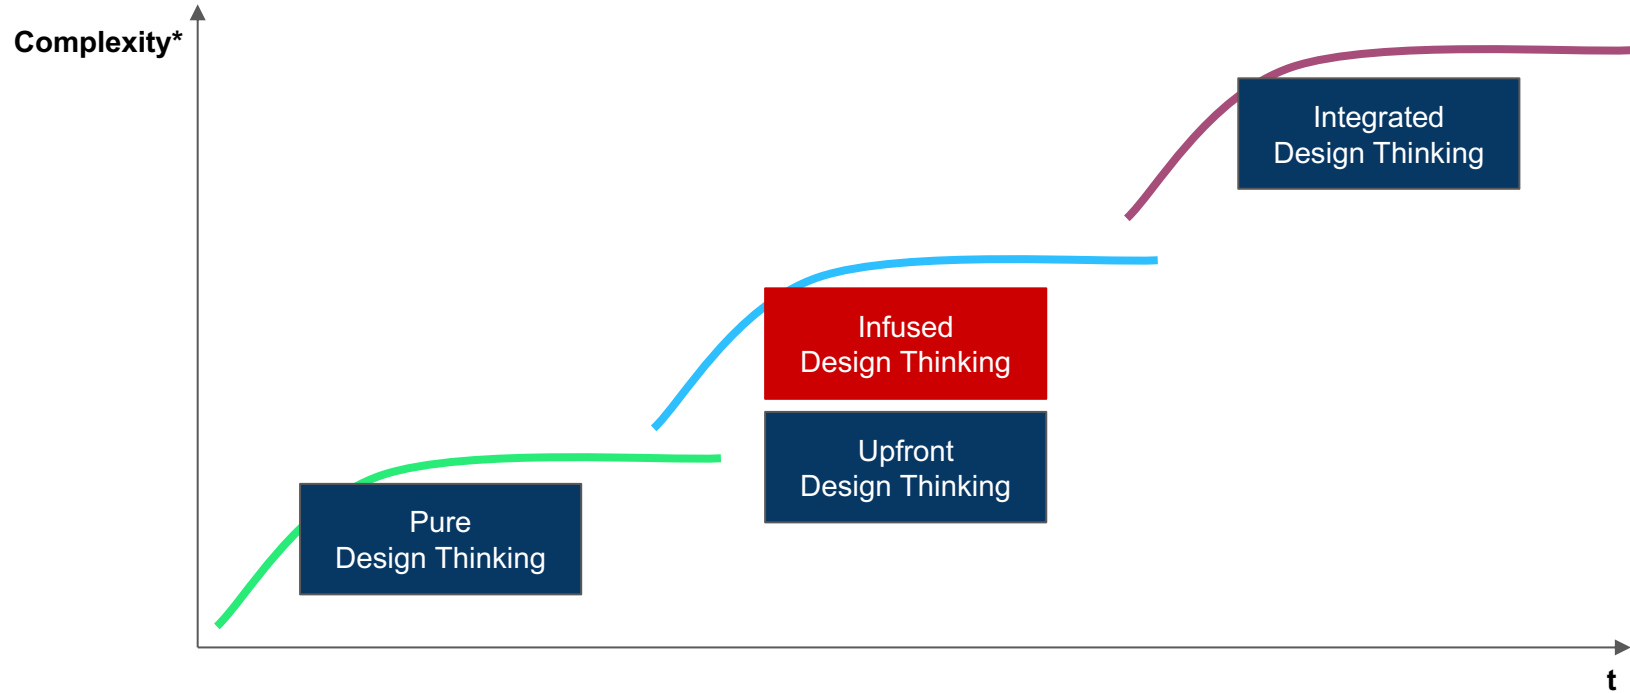 Complexity*
Integrated
Design Thinking
Infused
Design Thinking
Upfront
Design Thinking
Pure
Design Thinking
t